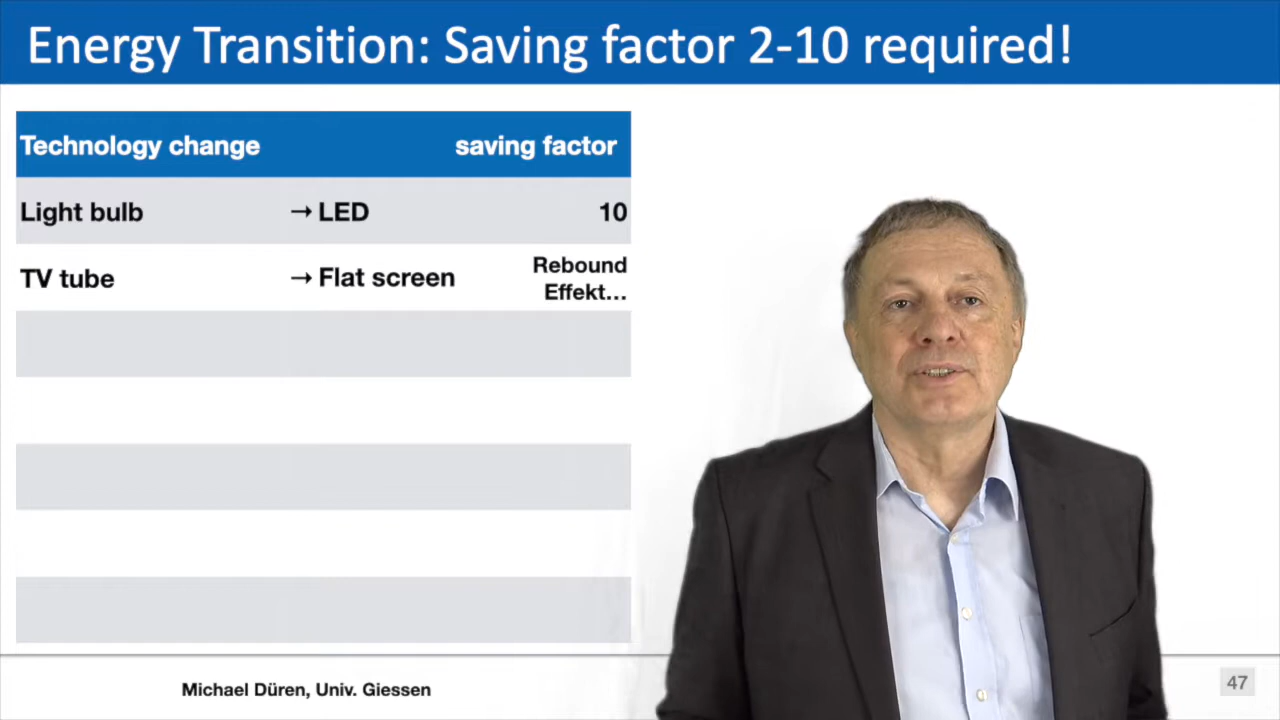 Energy Transition: Saving factor 2-10 required!
Technology change saving factor
Light bulb → LED 10
TV tube → Flat screen Rebound
Effekt...
Michael Düren, Univ. Giessen
47